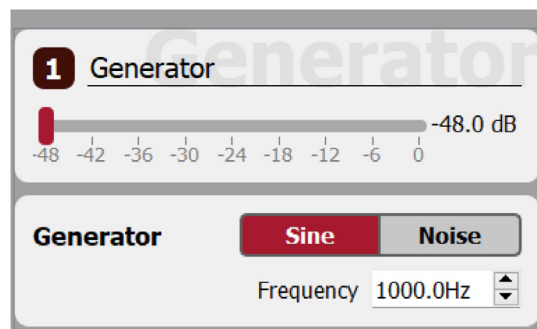 Generator
1 Generator
-48.0 dB
-48 -42 -36 -30 -24 -18 -12 -6 0
Generator Sine Noise
Frequency 1000.0Hz